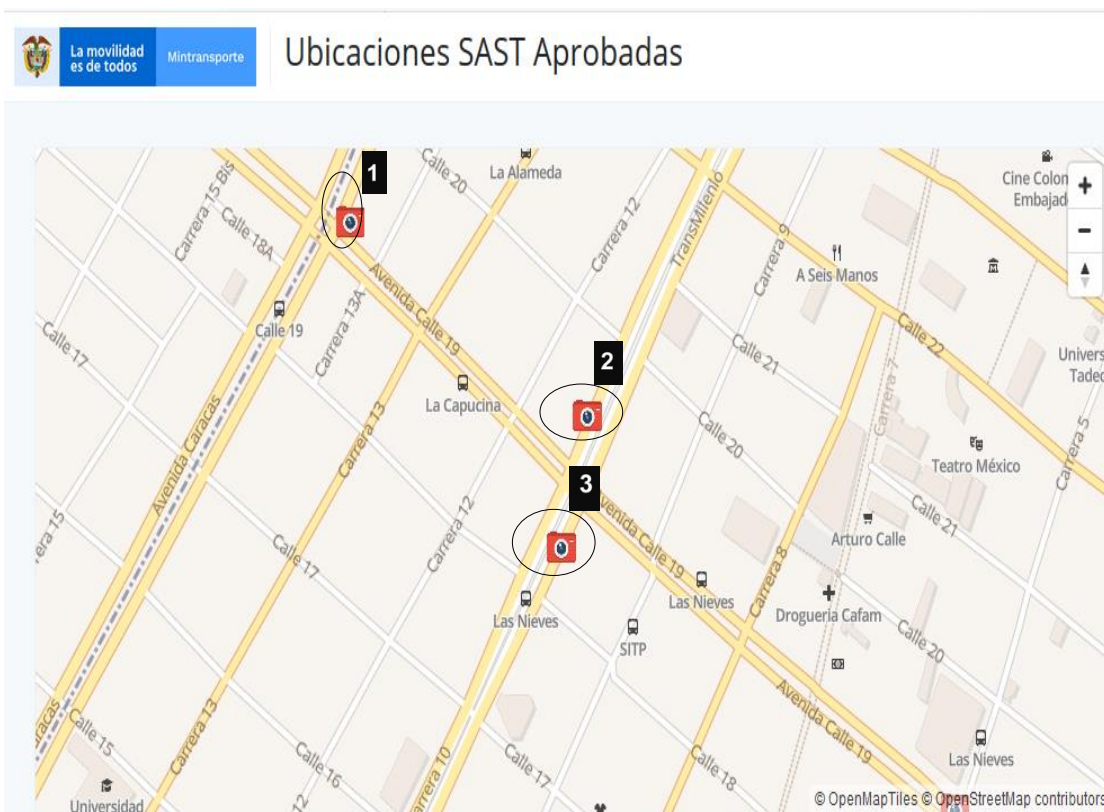 La movilidad
es de todos
Mintransporte
Ubicaciones SAST Aprobadas
1
Calle 20
La Alameda
Cine Colom
Embajad
+
Carrera 15 Bis
Calle 18A
Carrera 12
TransMilenio
Carrera 9
A Seis Manos
−
Avenida Calle 19
Carrera 13A
Calle 19
Calle 17
Calle 22
Calle 21
Univers
Tadeo
2
La Capucina
Carrera 7
Carrera 5
Avenida Caracas
Carrera 13
Calle 20
Teatro México
3
Carrera 12
Avenida Calle 19
Calle 21
Arturo Calle
era 15
Calle 17
Las Nieves
Las Nieves
Carrera 8
Drogueria Cafam
SITP
Calle 20
Avenida Calle 19
Las Nieves
aracas
Calle 15
Carrera 13
Calle 16
12
Carrera 10
Calle 17
Calle 18
Universidad
© OpenMapTiles © OpenStreetMap contributors